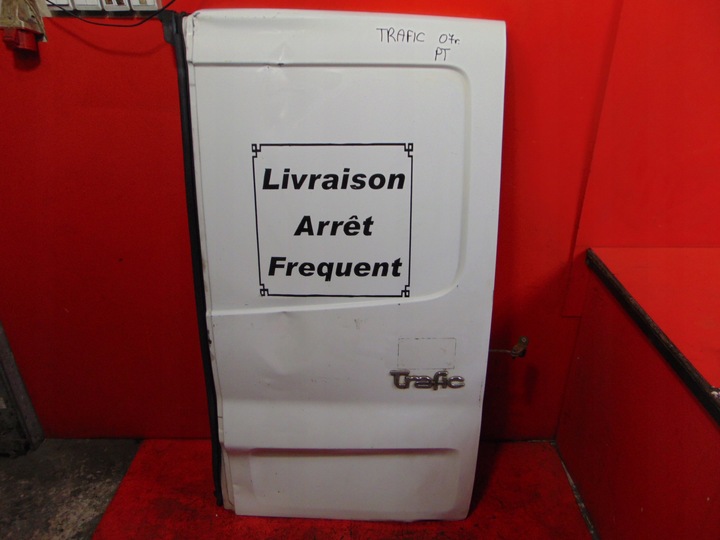 TRAFIC 07r.
PT
Livraison
Arrêt
Frequent
Trafic